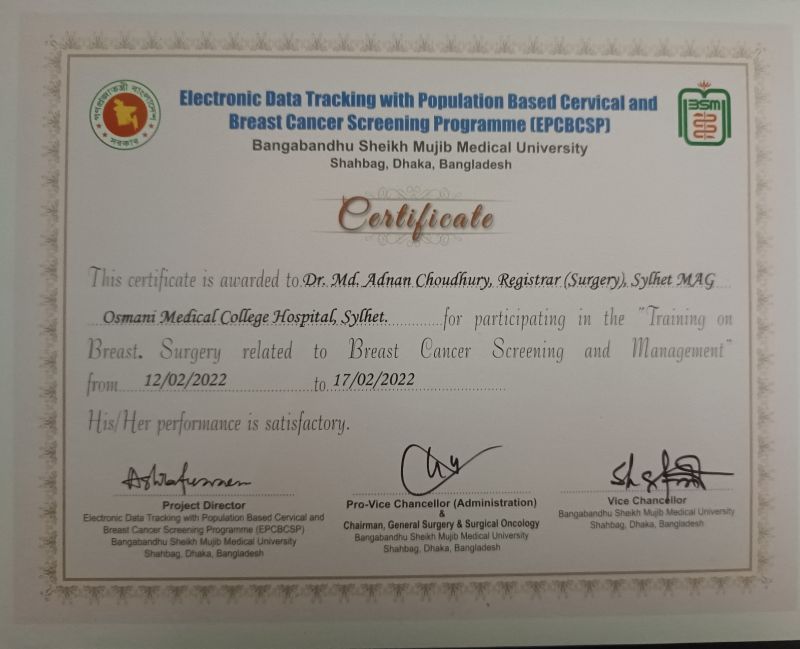 গণপ্রজাতন্ত্রী বাংলাদেশ
সরকার
Electronic Data Tracking with Population Based Cervical and
Breast Cancer Screening Programme (EPCBCSP)
Bangabandhu Sheikh Mujib Medical University
Shahbag, Dhaka, Bangladesh
BSM
Certificate
This certificate is awarded to Dr. Md. Adnan Choudhury, Registrar (Surgery), Sylhet MAG
Osmani Medical College Hospital, Sylhet. for participating in the "Training on
Breast. Surgery related to Breast Cancer Screening and Management"
from 12/02/2022 to 17/02/2022
His/Her performance is satisfactory.
Project Director
Electronic Data Tracking with Population Based Cervical and
Breast Cancer Screening Programme (EPCBCSP)
Bangabandhu Sheikh Mujib Medical University
Shahbag, Dhaka, Bangladesh
Pro-Vice Chancellor (Administration)
&
Chairman, General Surgery & Surgical Oncology
Bangabandhu Sheikh Mujib Medical University
Shahbag, Dhaka, Bangladesh
Vice Chancellor
Bangabandhu Sheikh Mujib Medical University
Shahbag, Dhaka, Bangladesh